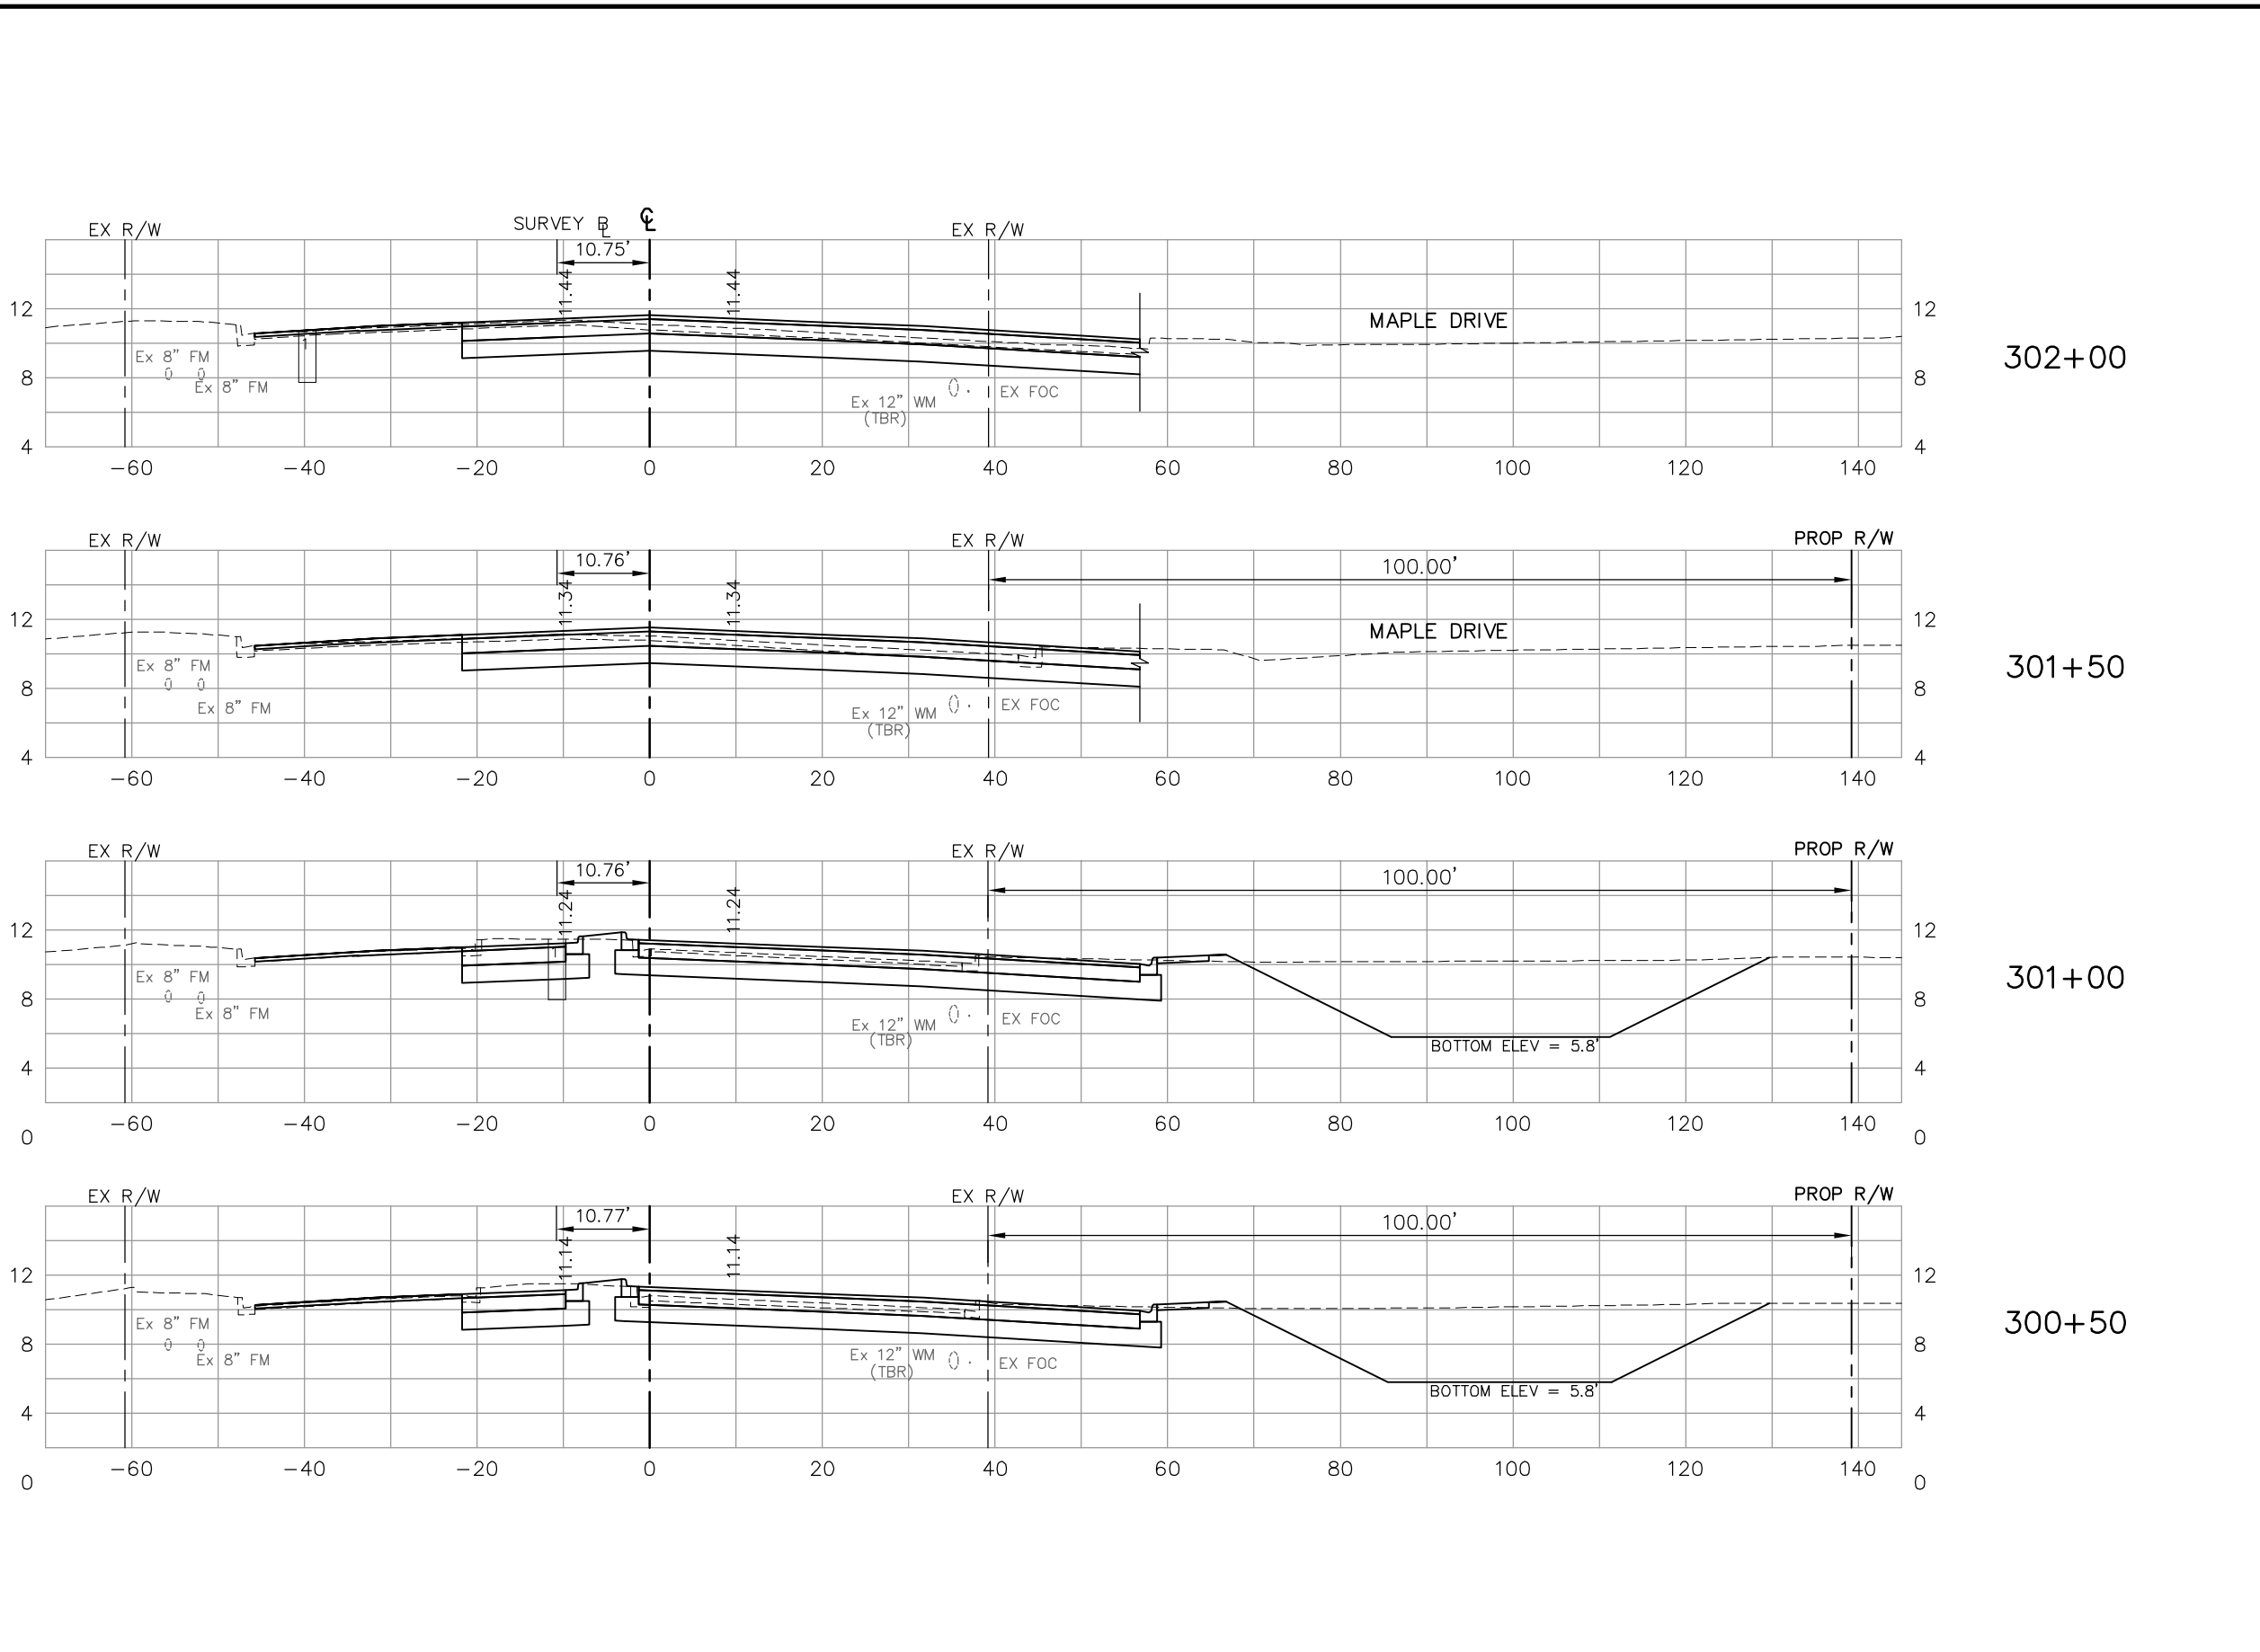 EX R/W SURVEY BL CL EX R/W
10.75'
11.44 11.44
12 MAPLE DRIVE 12
Ex 8" FM
302+00
8 Ex 8" FM 8
Ex 12" WM EX FOC
(TBR)
4 4
-60 -40 -20 0 20 40 60 80 100 120 140
EX R/W EX R/W PROP R/W
10.76' 100.00'
11.34 11.34
12 MAPLE DRIVE 12
Ex 8" FM 301+50
8 8
Ex 8" FM Ex 12" WM EX FOC
(TBR)
4 4
-60 -40 -20 0 20 40 60 80 100 120 140
EX R/W EX R/W PROP R/W
10.76' 100.00'
11.24 11.24
12 12
Ex 8" FM 301+00
8 8
Ex 8" FM Ex 12" WM EX FOC
(TBR) BOTTOM ELEV = 5.8'
4 4
-60 -40 -20 0 20 40 60 80 100 120 140
0 0
EX R/W EX R/W PROP R/W
10.77' 100.00'
11.14 11.14
12 12
Ex 8" FM 300+50
8 8
Ex 8" FM Ex 12" WM EX FOC
(TBR)
BOTTOM ELEV = 5.8'
4 4
-60 -40 -20 0 20 40 60 80 100 120 140
0 0